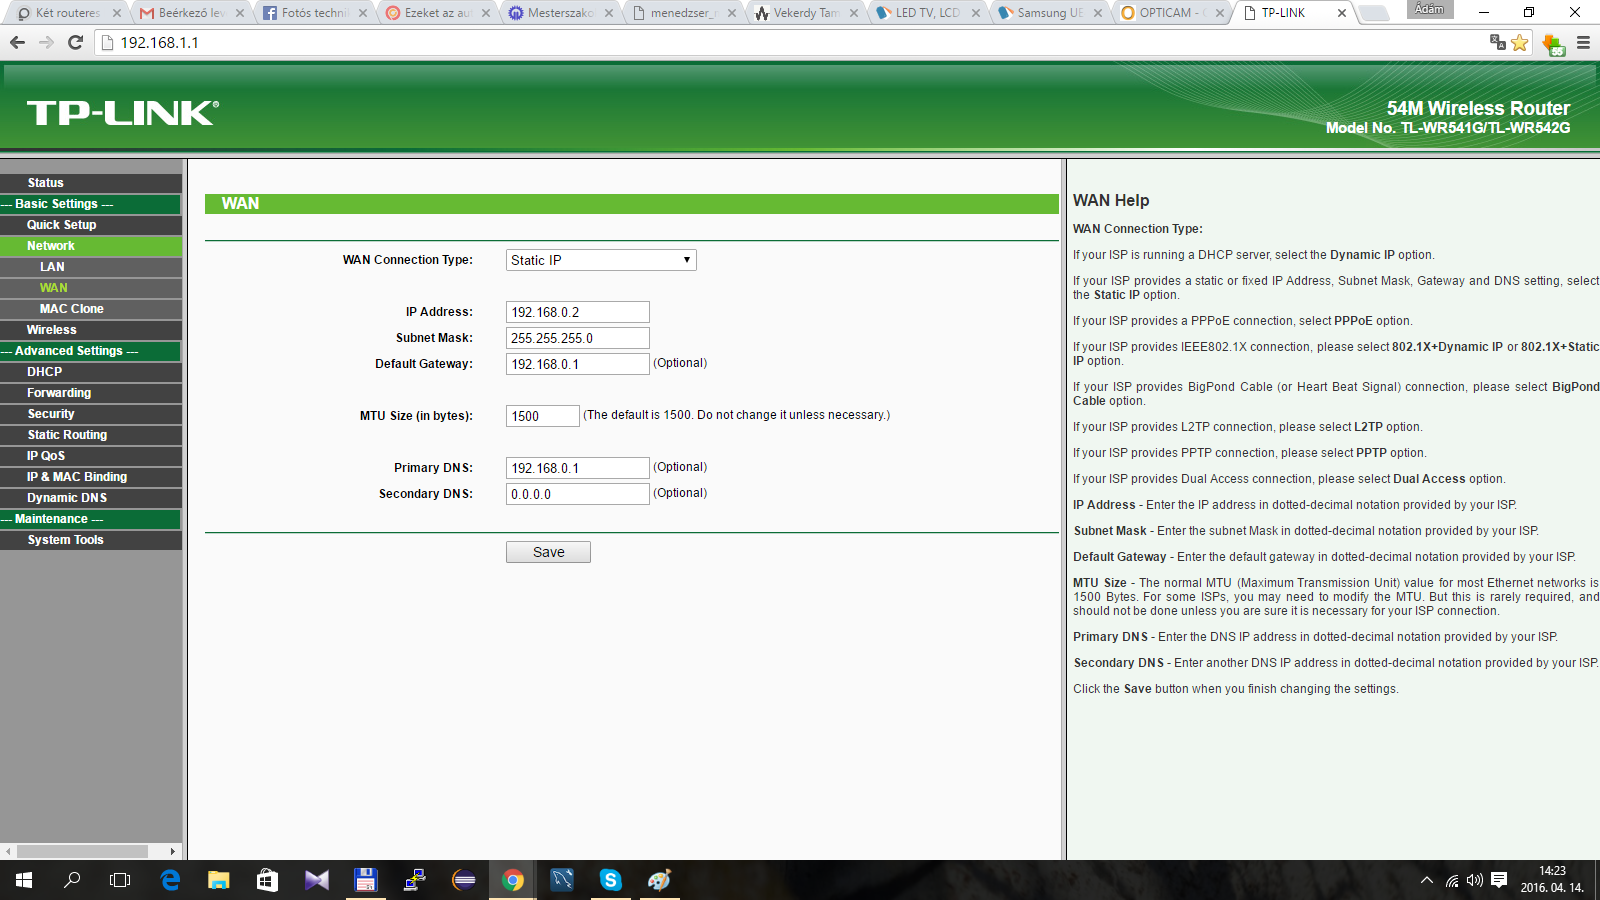 Két routeres
Beérkező lev
Fotós techni
Ezeket az au
Mesterszako
menedzser_
Vekerdy Tam
LED TV, LCD
Samsung UE
OPTICAM -
TP-LINK
Ádám
192.168.1.1
55
TP-LINK®
54M Wireless Router
Model No. TL-WR541G/TL-WR542G
Status
--- Basic Settings ---
Quick Setup
Network
LAN
WAN
MAC Clone
Wireless
--- Advanced Settings ---
DHCP
Forwarding
Security
Static Routing
IP QoS
IP & MAC Binding
Dynamic DNS
--- Maintenance ---
System Tools
WAN
WAN Connection Type: Static IP
IP Address: 192.168.0.2
Subnet Mask: 255.255.255.0
Default Gateway: 192.168.0.1 (Optional)
MTU Size (in bytes): 1500 (The default is 1500. Do not change it unless necessary.)
Primary DNS: 192.168.0.1 (Optional)
Secondary DNS: 0.0.0.0 (Optional)
Save
WAN Help
WAN Connection Type:
If your ISP is running a DHCP server, select the Dynamic IP option.
If your ISP provides a static or fixed IP Address, Subnet Mask, Gateway and DNS setting, select
the Static IP option.
If your ISP provides a PPPoE connection, select PPPoE option.
If your ISP provides IEEE802.1X connection, please select 802.1X+Dynamic IP or 802.1X+Static
IP option.
If your ISP provides BigPond Cable (or Heart Beat Signal) connection, please select BigPond
Cable option.
If your ISP provides L2TP connection, please select L2TP option.
If your ISP provides PPTP connection, please select PPTP option.
If your ISP provides Dual Access connection, please select Dual Access option.
IP Address - Enter the IP address in dotted-decimal notation provided by your ISP.
Subnet Mask - Enter the subnet Mask in dotted-decimal notation provided by your ISP.
Default Gateway - Enter the default gateway in dotted-decimal notation provided by your ISP.
MTU Size - The normal MTU (Maximum Transmission Unit) value for most Ethernet networks is
1500 Bytes. For some ISPs, you may need to modify the MTU. But this is rarely required, and
should not be done unless you are sure it is necessary for your ISP connection.
Primary DNS - Enter the DNS IP address in dotted-decimal notation provided by your ISP.
Secondary DNS - Enter another DNS IP address in dotted-decimal notation provided by your ISP.
Click the Save button when you finish changing the settings.
14:23
2016. 04. 14.